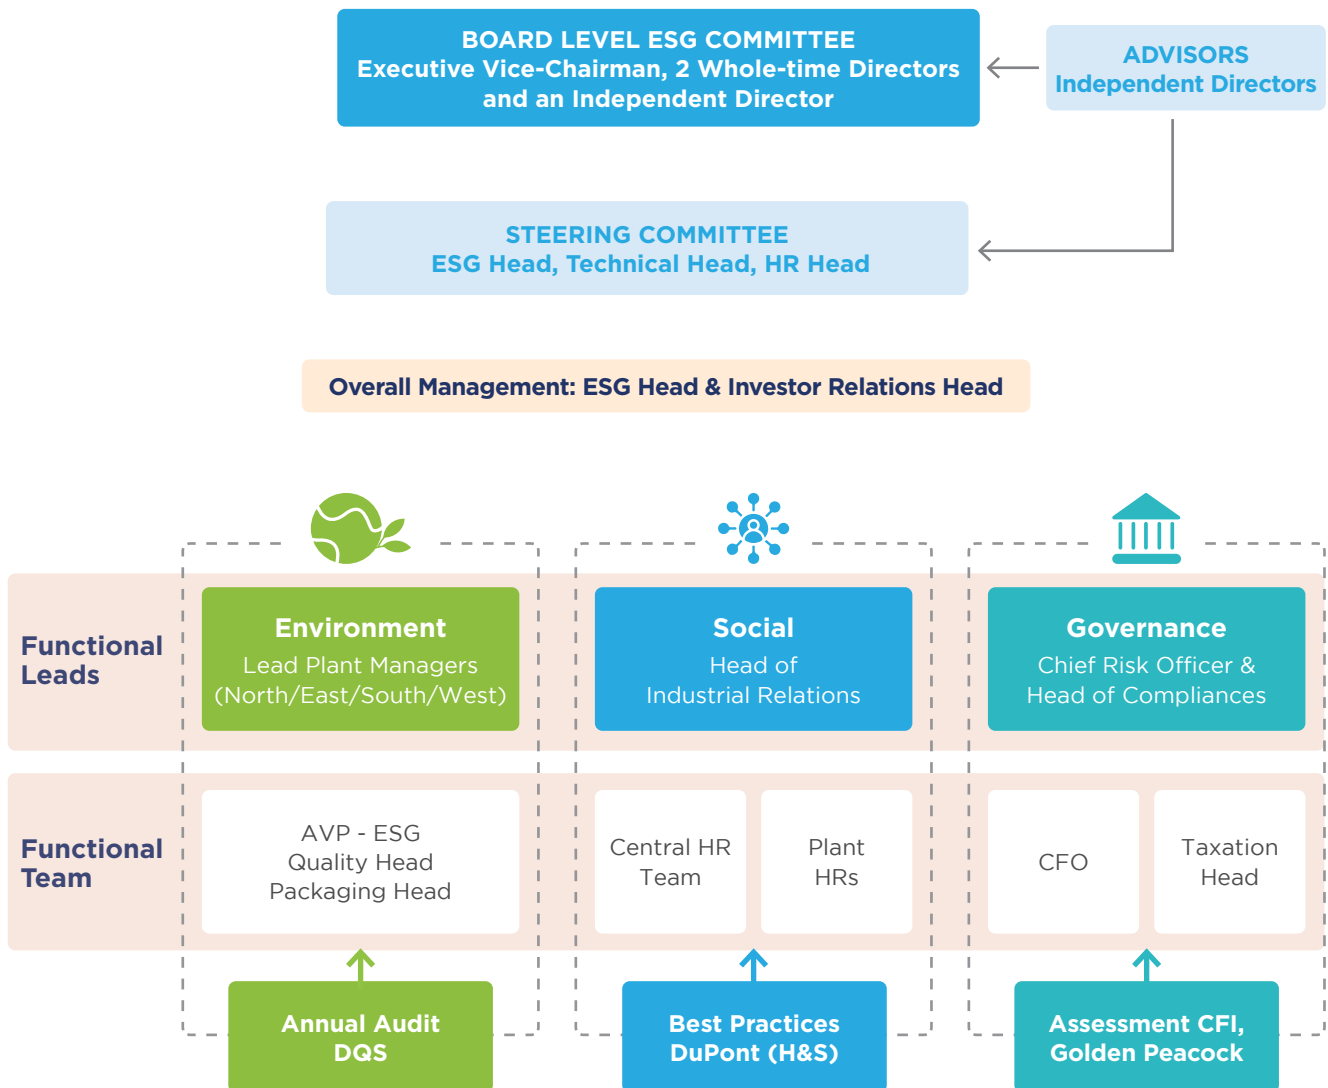 BOARD LEVEL ESG COMMITTEE
Executive Vice-Chairman, 2 Whole-time Directors
and an Independent Director
ADVISORS
Independent Directors
STEERING COMMITTEE
ESG Head, Technical Head, HR Head
Overall Management: ESG Head & Investor Relations Head
Functional
Leads
Environment
Lead Plant Managers
(North/East/South/West)
Social
Head of
Industrial Relations
Governance
Chief Risk Officer &
Head of Compliances
Functional
Team
AVP - ESG
Quality Head
Packaging Head
Central HR
Team
Plant
HRs
CFO
Taxation
Head
Annual Audit
DQS
Best Practices
DuPont (H&S)
Assessment CFI,
Golden Peacock